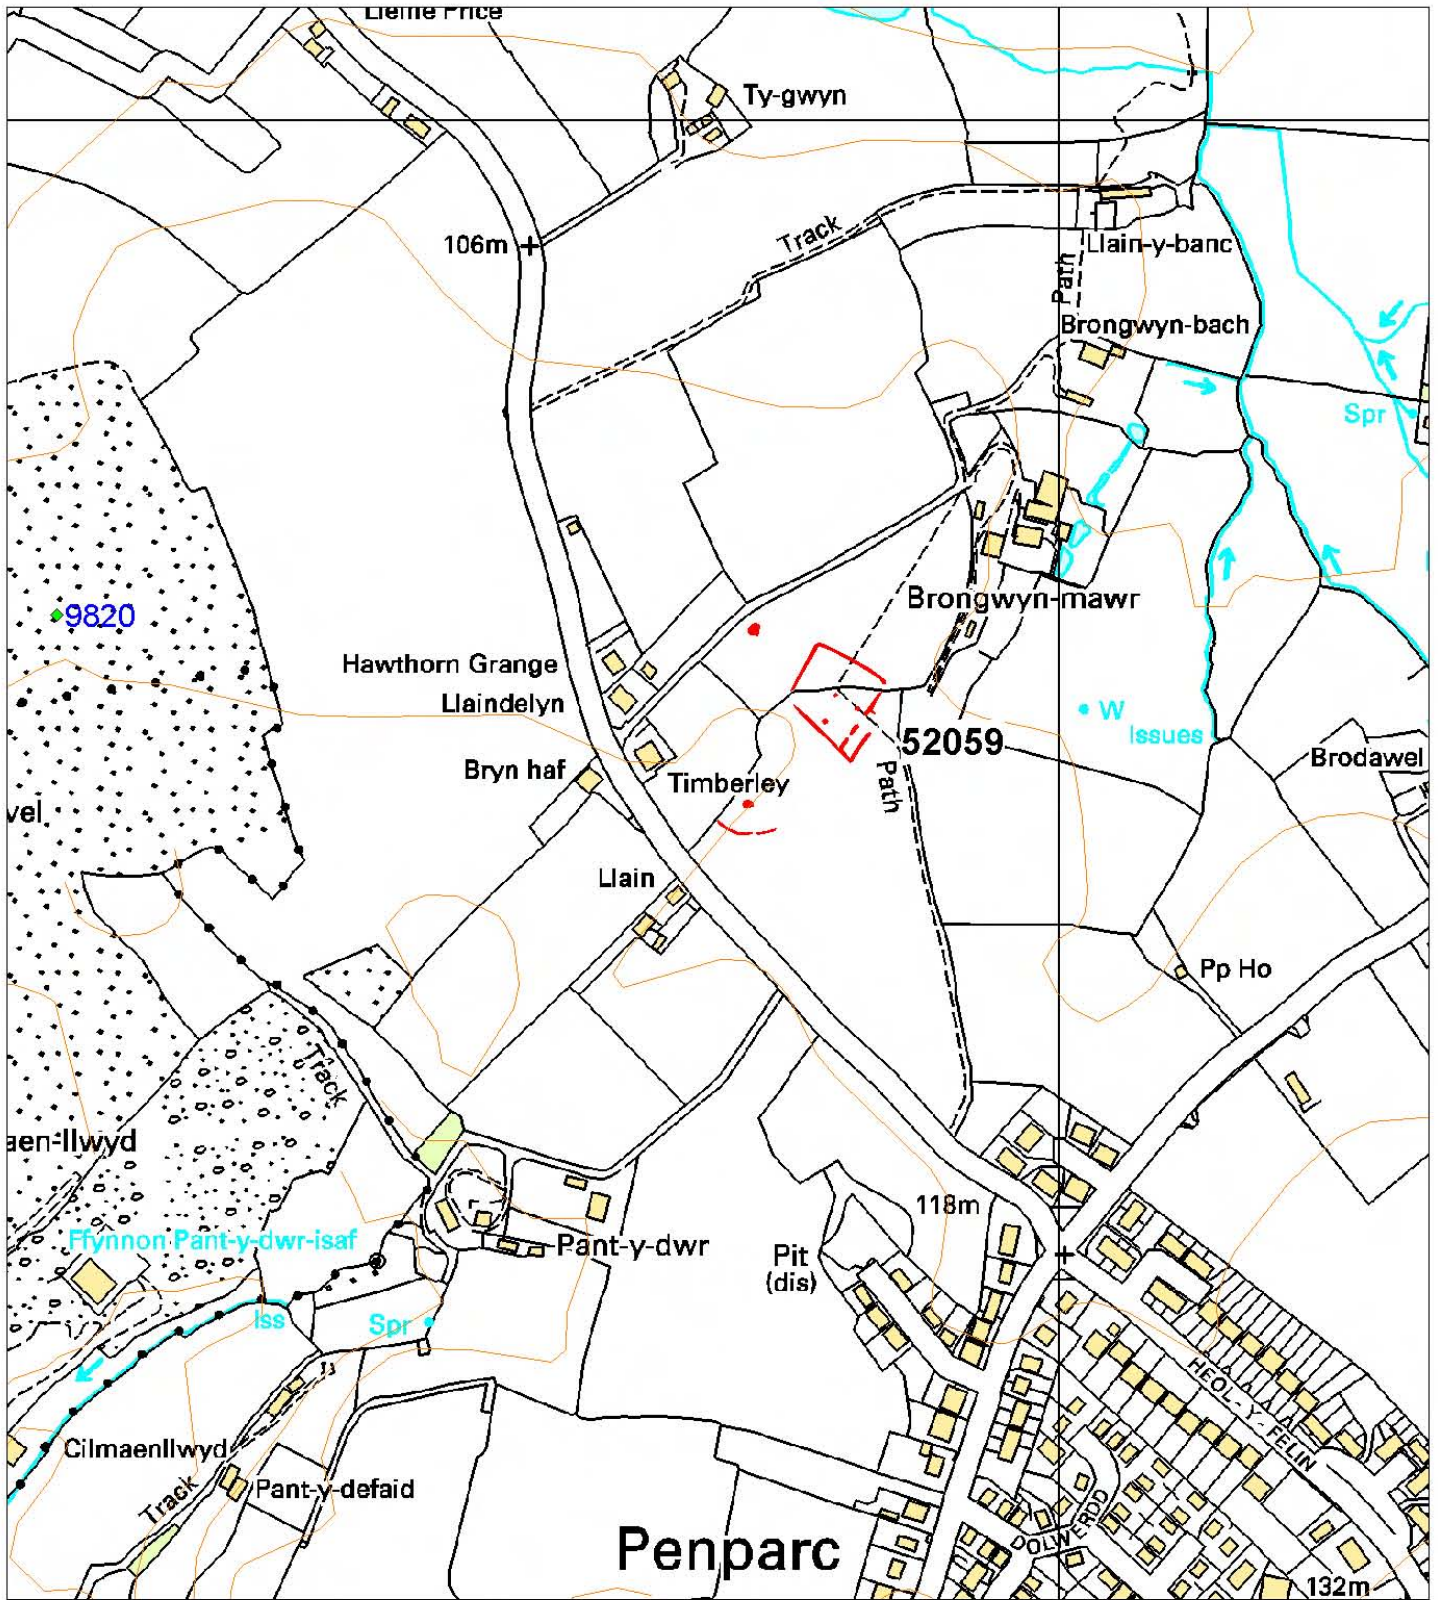 Ty-gwyn
106m
Track
Llain-y-banc
Path
Brongwyn-bach
Spr
9820
Brongwyn-mawr
Hawthorn Grange
Llaindelyn
W
Issues
52059
Brodawel
Bryn haf
Timberley
Path
vel
Llain
Pp Ho
Track
aen-llwyd
118m
Ffynnon Pant-y-dwr-isaf
Pant-y-dwr
Pit
(dis)
Iss
Spr
HEOL-Y-FELIN
Cilmaenllwyd
Track
Pant-y-defaid
DOLWERDD
Penparc
132m